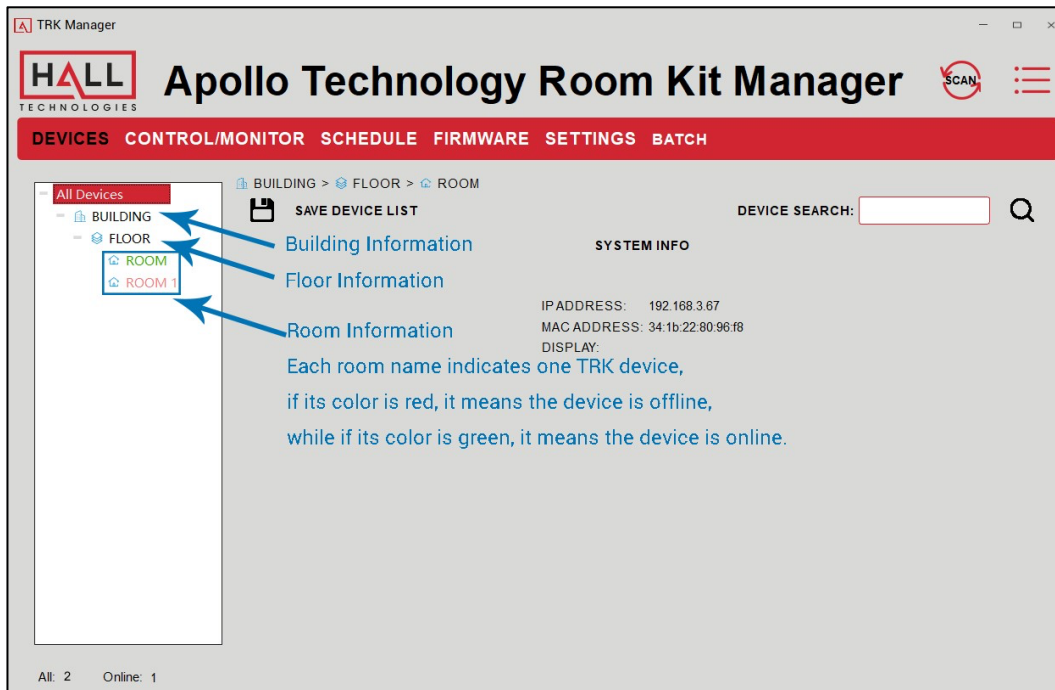 TRK Manager
HALL
TECHNOLOGIES
Apollo Technology Room Kit Manager
SCAN
DEVICES CONTROL/MONITOR SCHEDULE FIRMWARE SETTINGS BATCH
All Devices
BUILDING
FLOOR
ROOM
ROOM 1
BUILDING > FLOOR > ROOM
SAVE DEVICE LIST
DEVICE SEARCH:
Building Information
SYSTEM INFO
Floor Information
IP ADDRESS: 192.168.3.67
MAC ADDRESS: 34:1b:22:80:96:f8
DISPLAY:
Room Information
Each room name indicates one TRK device,
if its color is red, it means the device is offline,
while if its color is green, it means the device is online.
All: 2 Online: 1